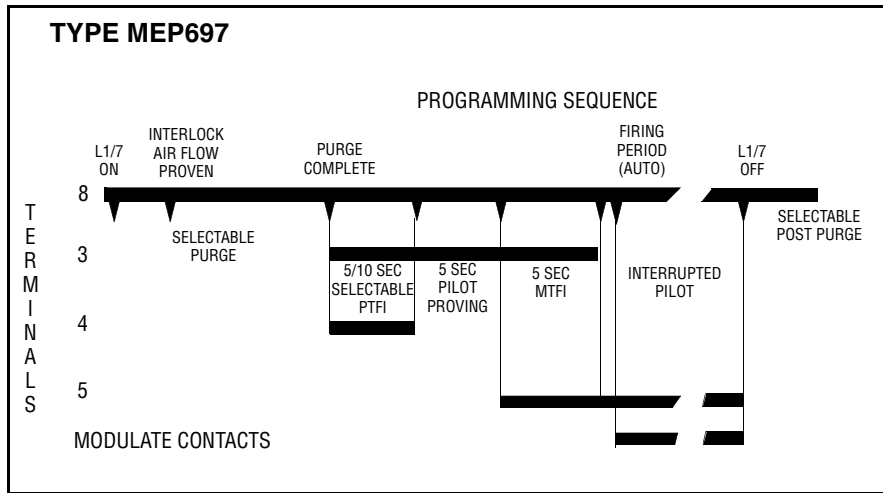 TYPE MEP697
PROGRAMMING SEQUENCE
L1/7
ON
INTERLOCK
AIR FLOW
PROVEN
PURGE
COMPLETE
FIRING
PERIOD
(AUTO)
L1/7
OFF
TERMINALS
8
SELECTABLE
PURGE
SELECTABLE
POST PURGE
3
5/10 SEC
SELECTABLE
PTFI
5 SEC
PILOT
PROVING
5 SEC
MTFI
INTERRUPTED
PILOT
4
5
MODULATE CONTACTS